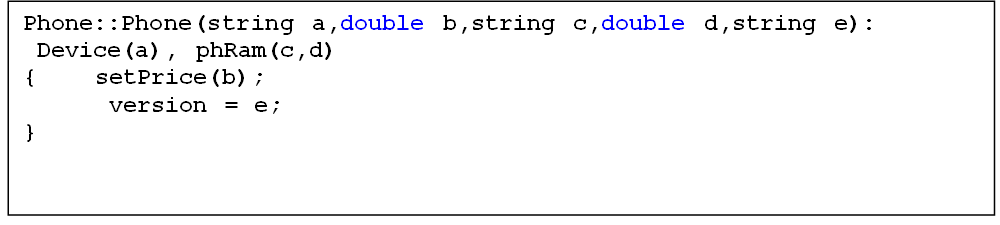 Phone::Phone(string a,double b,string c,double d,string e):
Device(a), phRam(c,d)
{ setPrice(b);
version = e;
}